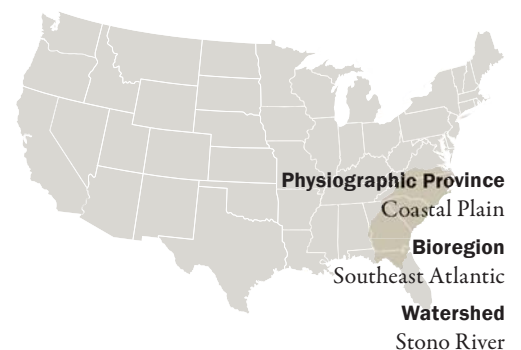 Physiographic Province
Coastal Plain
Bioregion
Southeast Atlantic
Watershed
Stono River